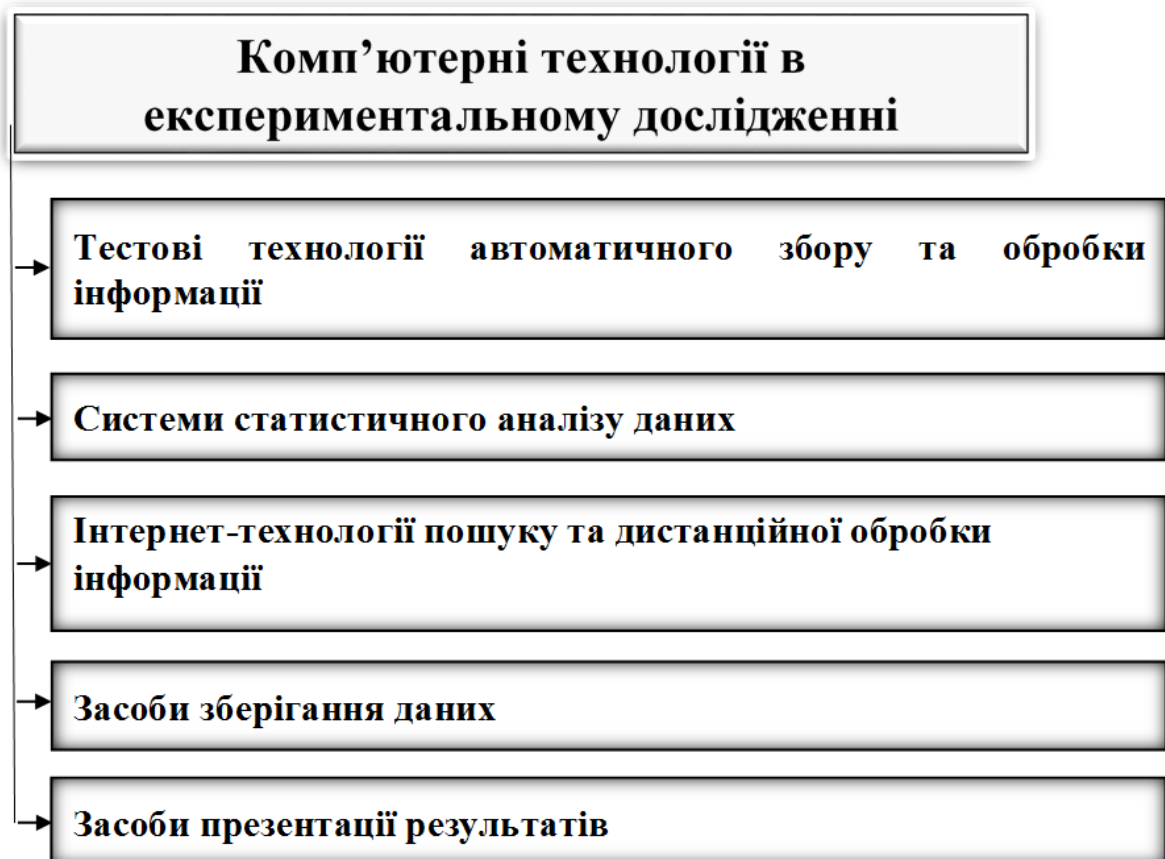 Комп’ютерні технології в
експериментальному дослідженні
Тестові технології автоматичного збору та обробки
інформації
Системи статистичного аналізу даних
Інтернет-технології пошуку та дистанційної обробки
інформації
Засоби зберігання даних
Засоби презентації результатів